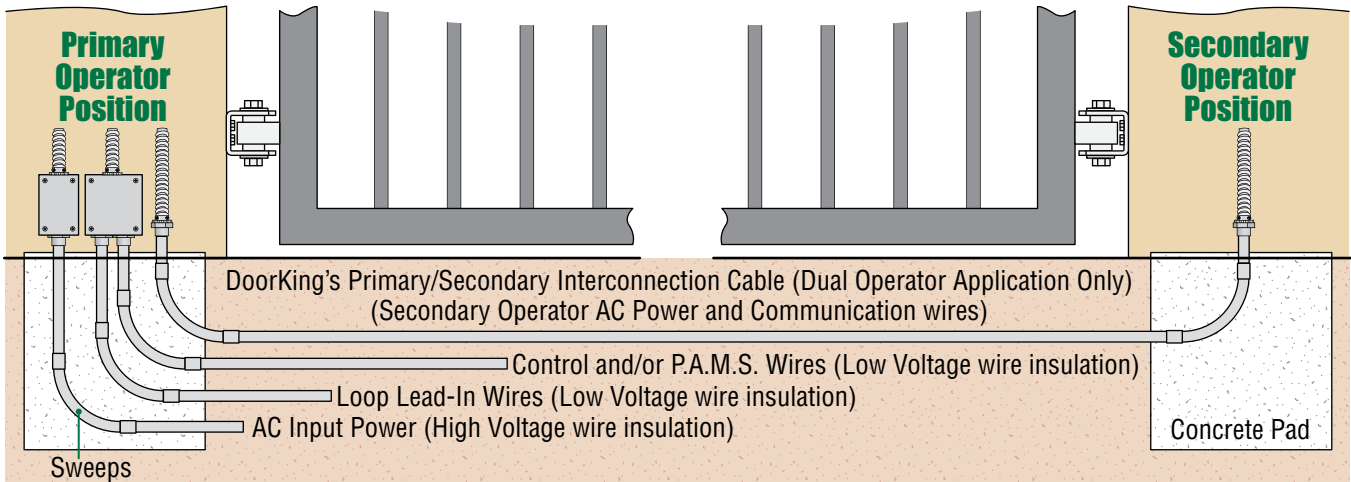 Primary
Operator
Position
Secondary
Operator
Position
DoorKing’s Primary/Secondary Interconnection Cable (Dual Operator Application Only)
(Secondary Operator AC Power and Communication wires)
Control and/or P.A.M.S. Wires (Low Voltage wire insulation)
Loop Lead-In Wires (Low Voltage wire insulation)
AC Input Power (High Voltage wire insulation)
Concrete Pad
Sweeps